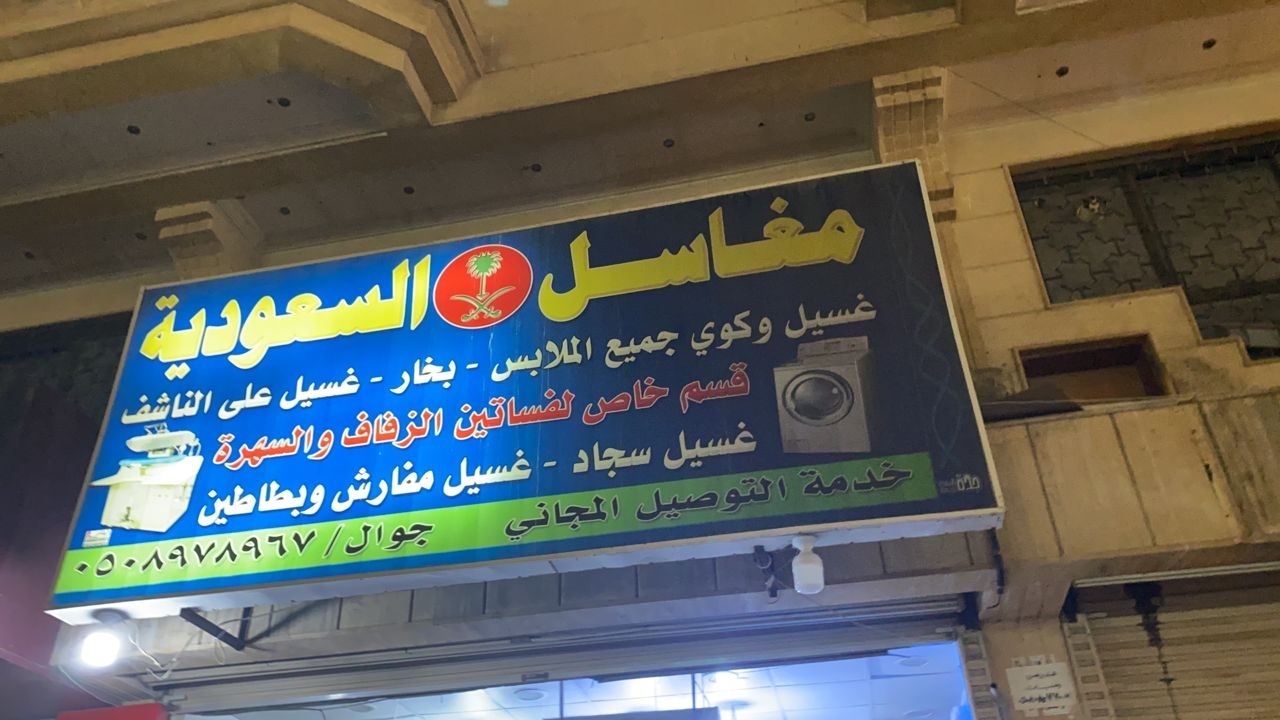 مغاسل السعودية
غسيل وكوي جميع الملابس - بخار - غسيل على الناشف
قسم خاص لفساتين الزفاف والسهرة
غسيل سجاد - غسيل مفارش وبطاطين
خدمة التوصيل المجاني جوال/ ٠٥٠٨٩٧٨٩٦٧